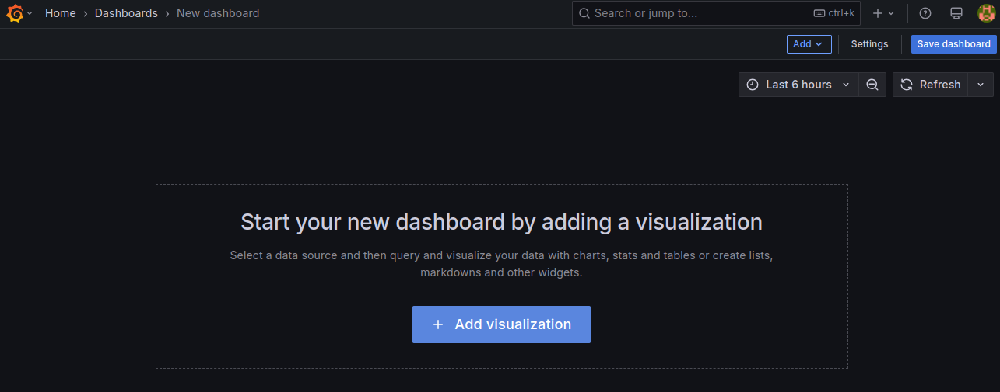 Home › Dashboards › New dashboard
Search or jump to...
ctrl+k
Add
Settings
Save dashboard
Last 6 hours
Refresh
Start your new dashboard by adding a visualization
Select a data source and then query and visualize your data with charts, stats and tables or create lists,
markdowns and other widgets.
+ Add visualization